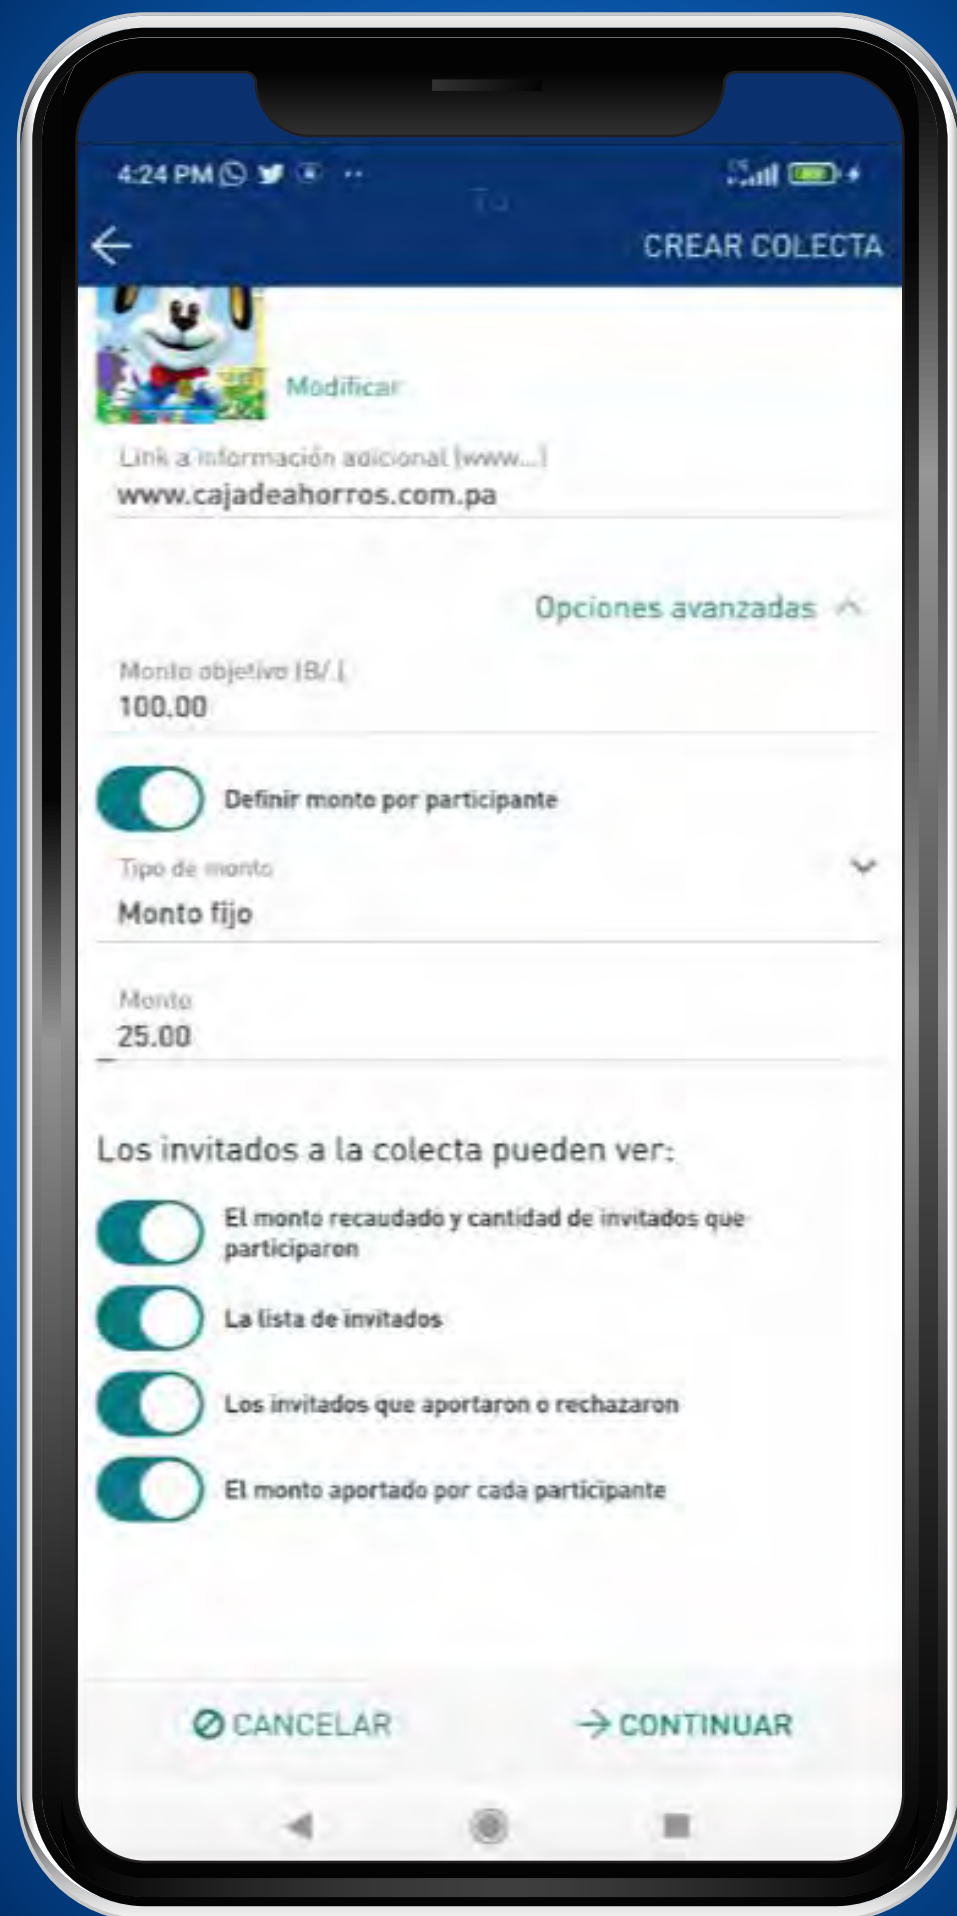 4:24 PM
CREAR COLECTA
Modificar
Link a información adicional (www...)
www.cajadeahorros.com.pa
Opciones avanzadas
Monto objetivo (B/.)
100.00
Definir monto por participante
Tipo de monto
Monto fijo
Monto
25.00
Los invitados a la colecta pueden ver:
El monto recaudado y cantidad de invitados que
participaron
La lista de invitados
Los invitados que aportaron o rechazaron
El monto aportado por cada participante
CANCELAR
CONTINUAR